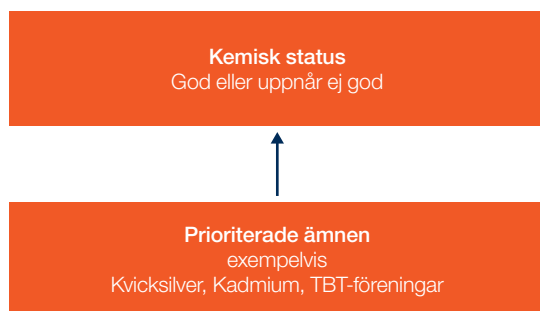 Kemisk status
God eller uppnår ej god
Prioriterade ämnen
exempelvis
Kvicksilver, Kadmium, TBT-föreningar